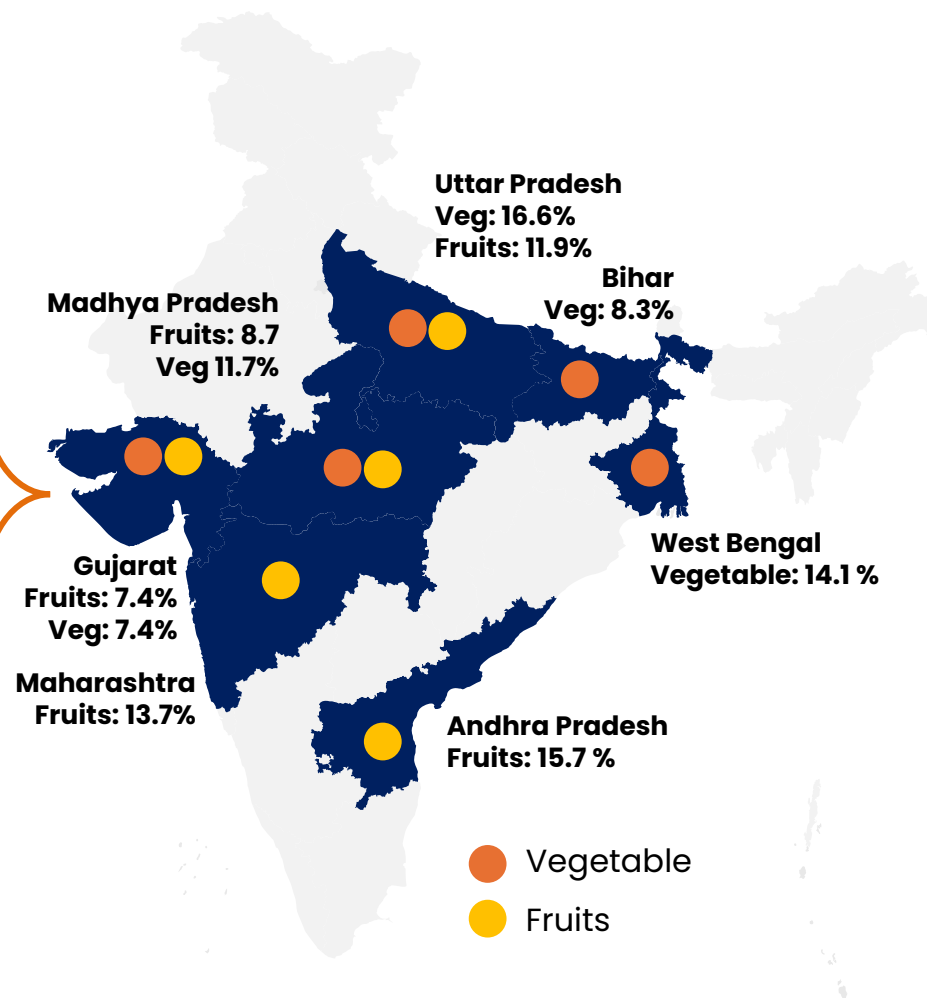 Uttar Pradesh
Veg: 16.6%
Fruits: 11.9%
Bihar
Veg: 8.3%
Madhya Pradesh
Fruits: 8.7
Veg 11.7%
Gujarat
Fruits: 7.4%
Veg: 7.4%
West Bengal
Vegetable: 14.1 %
Maharashtra
Fruits: 13.7%
Andhra Pradesh
Fruits: 15.7 %
Vegetable
Fruits